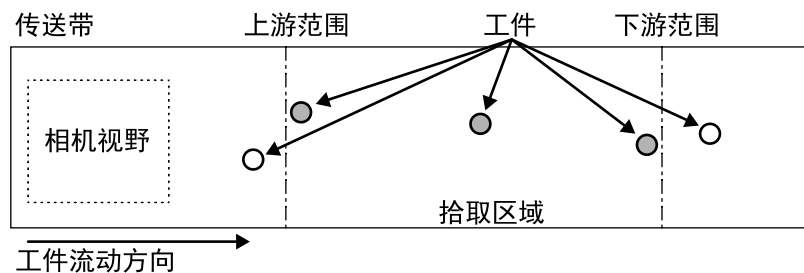 传送带
上游范围
工件
下游范围
相机视野
拾取区域
工件流动方向